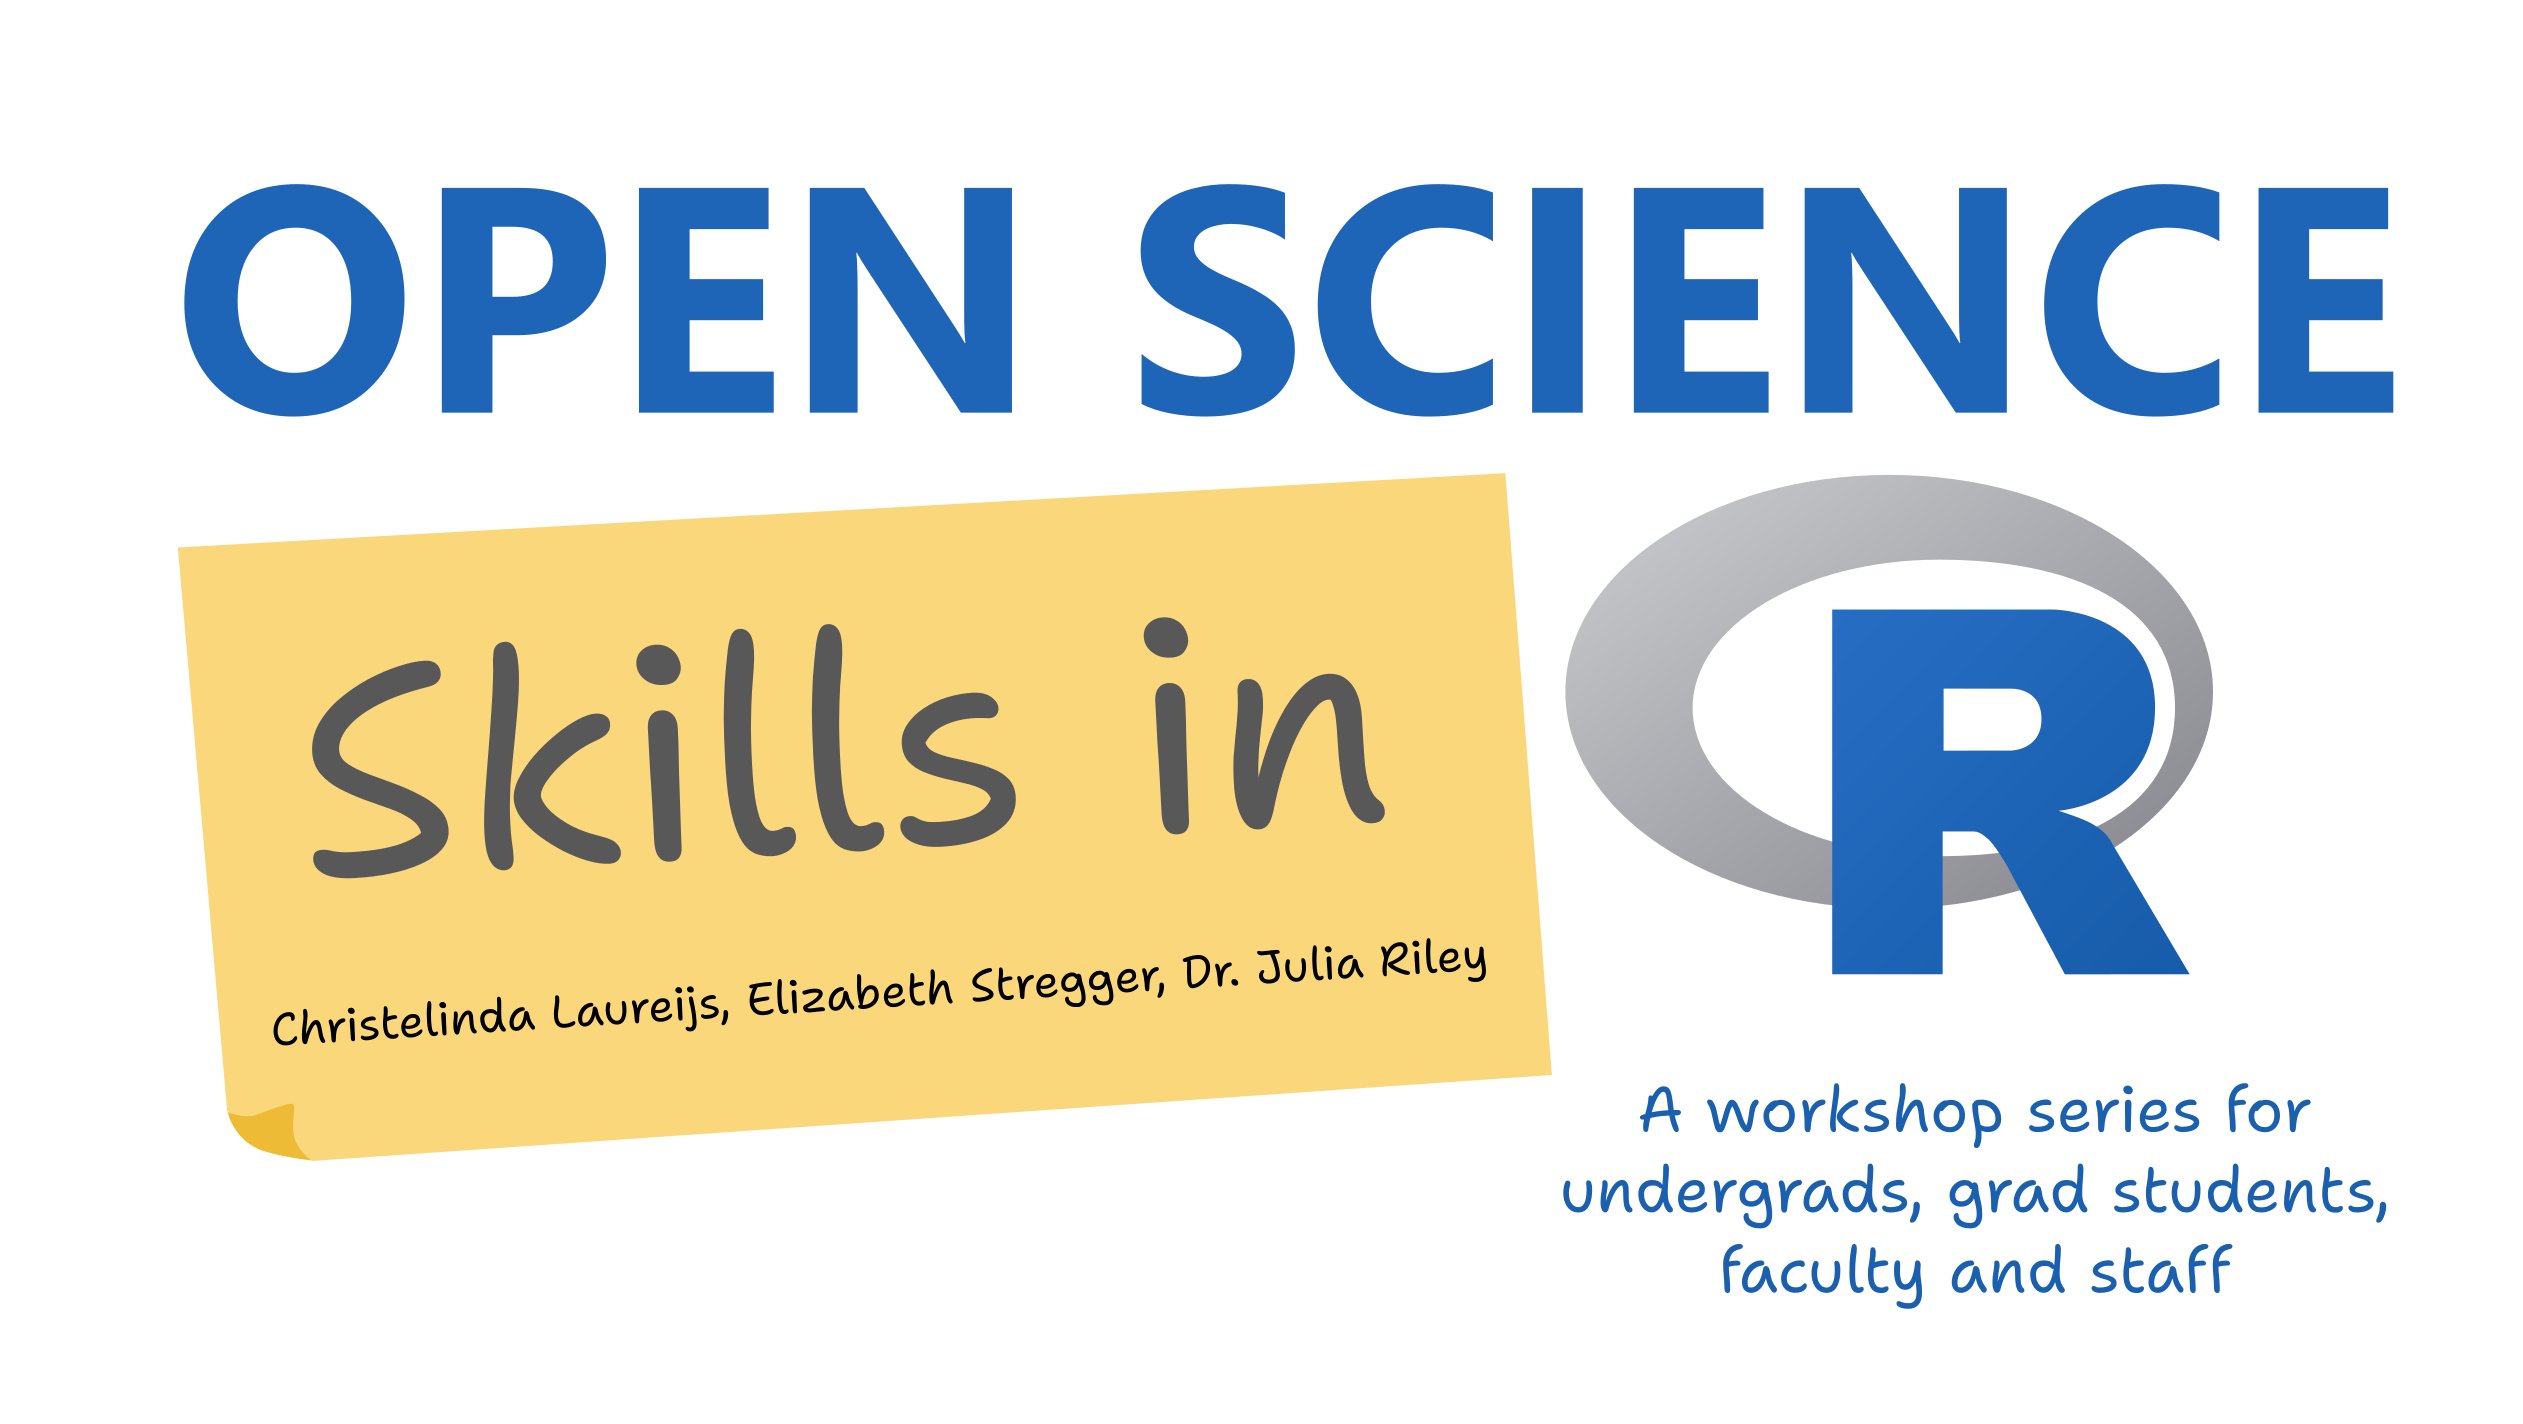 OPEN SCIENCE
Skills in R
Christelinda Laureijs, Elizabeth Stregger, Dr. Julia Riley
A workshop series for
undergrads, grad students,
faculty and staff